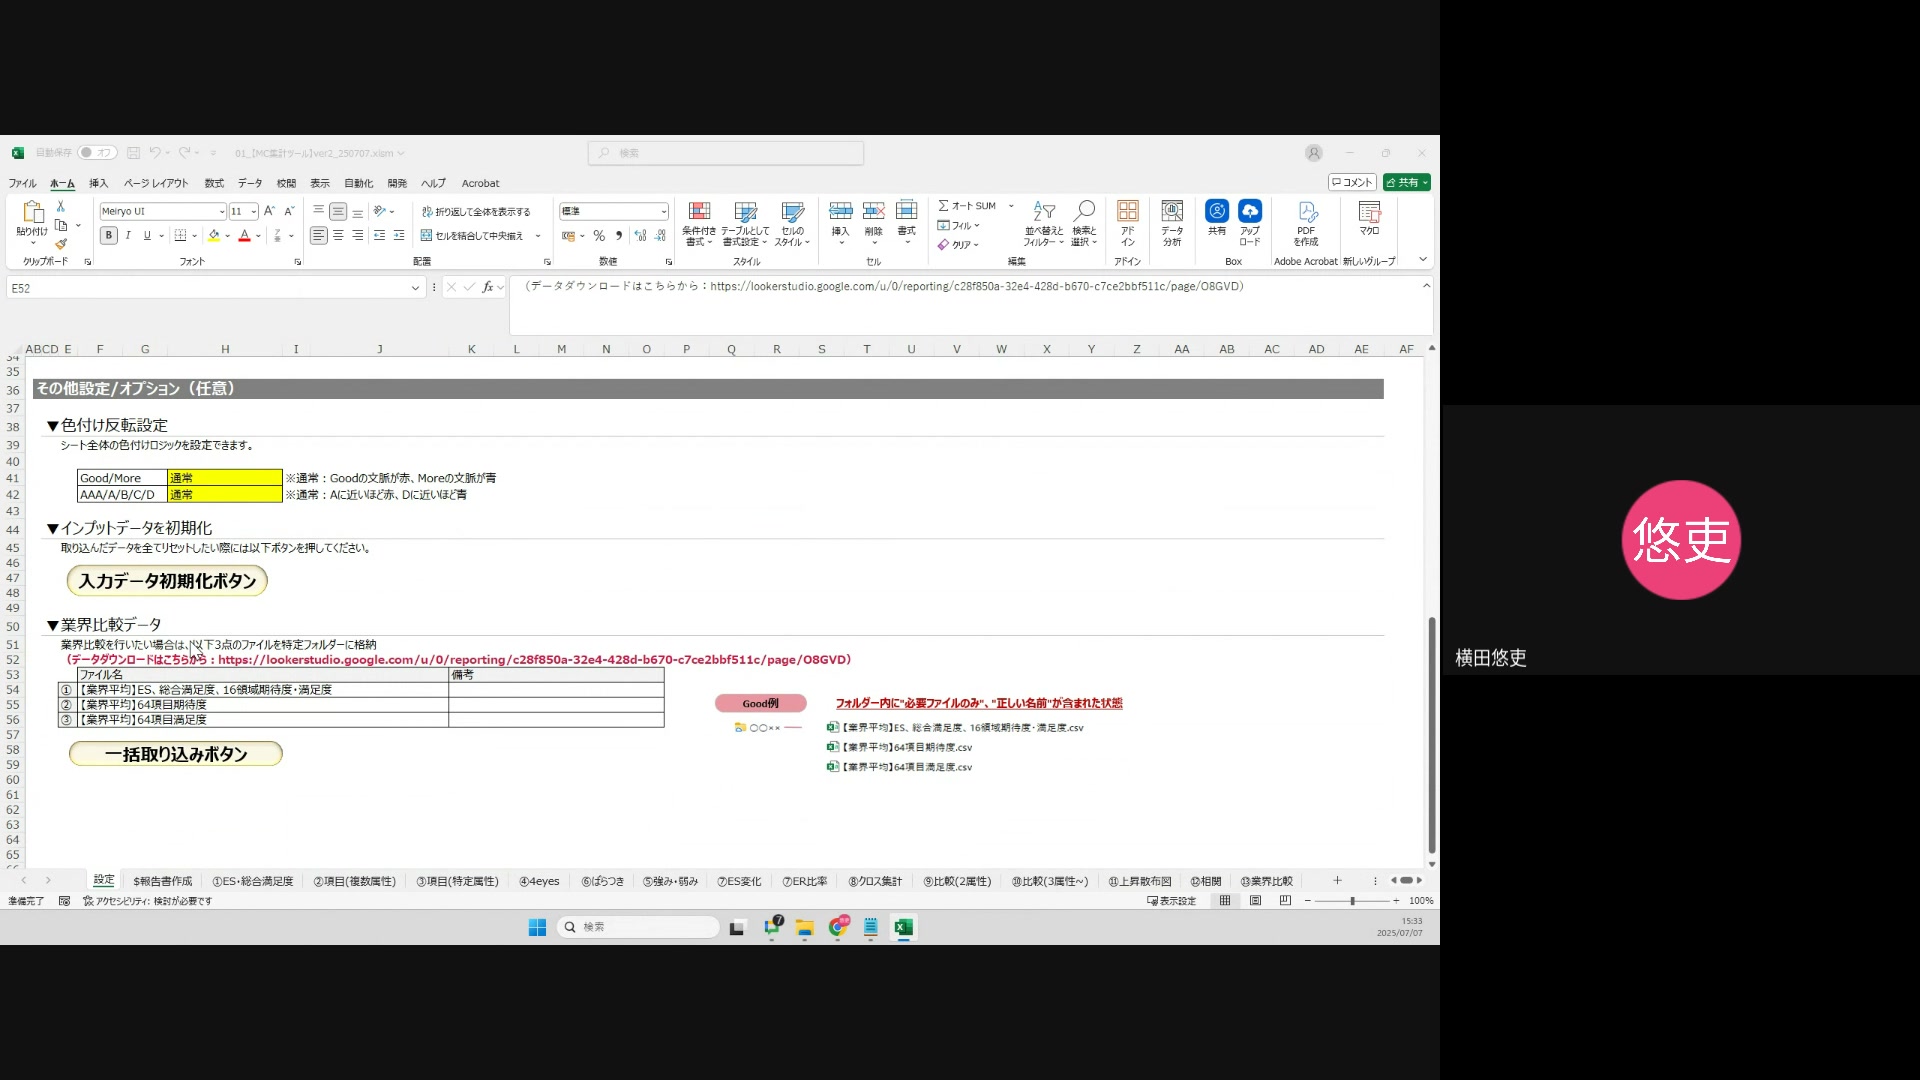 自動保存 オフ 01_【MC集計ツール】ver2_250707.xlsm 検索
ファイル ホーム 挿入 ページ レイアウト 数式 データ 校閲 表示 自動化 開発 ヘルプ Acrobat コメント 共有
貼り付け Meiryo UI 11 折り返して全体を表示する 標準 条件付き書式 テーブルとして書式設定 セルのスタイル 挿入 削除 書式 オート SUM フィル クリア 並べ替えとフィルター 検索と選択 アドイン データ分析 共有 アップロード PDFを作成 マクロ
B I U セルを結合して中央揃え %
クリップボード フォント 配置 数値 スタイル セル 編集 アドイン Box Adobe Acrobat 新しいグループ
E52 fx （データダウンロードはこちらから：https://lookerstudio.google.com/u/0/reporting/c28f850a-32e4-428d-b670-c7ce2bbf511c/page/O8GVD）
A B C D E F G H I J K L M N O P Q R S T U V W X Y Z AA AB AC AD AE AF
34
35
36 その他設定/オプション（任意）
37
38 ▼色付け反転設定
39 シート全体の色付けロジックを設定できます。
40
41 Good/More 通常 ※通常：Goodの文脈が赤、Moreの文脈が青
42 AAA/A/B/C/D 通常 ※通常：Aに近いほど赤、Dに近いほど青
43
44 ▼インプットデータを初期化
45 取り込んだデータを全てリセットしたい際には以下ボタンを押してください。
46
47 入力データ初期化ボタン
48
49
50 ▼業界比較データ
51 業界比較を行いたい場合は、以下3点のファイルを特定フォルダーに格納
52 （データダウンロードはこちらから：https://lookerstudio.google.com/u/0/reporting/c28f850a-32e4-428d-b670-c7ce2bbf511c/page/O8GVD）
53 ファイル名 備考
54 ① 【業界平均】ES、総合満足度、16領域期待度・満足度
55 ② 【業界平均】64項目期待度 Good例 フォルダー内に"必要ファイルのみ"、"正しい名前"が含まれた状態
56 ③ 【業界平均】64項目満足度
57 〇〇×× 【業界平均】ES、総合満足度、16領域期待度・満足度.csv
58 一括取り込みボタン 【業界平均】64項目期待度.csv
59 【業界平均】64項目満足度.csv
60
61
62
63
64
65
設定 $報告書作成 ①ES・総合満足度 ②項目(複数属性) ③項目(特定属性) ④4eyes ⑥ばらつき ⑤強み・弱み ⑦ES変化 ⑦ER比率 ⑧クロス集計 ⑨比較(2属性) ⑩比較(3属性~) ⑪上昇散布図 ⑫相関 ⑬業界比較
準備完了 アクセシビリティ: 検討が必要です 表示設定 100%
検索 7 15:33
2025/07/07
悠吏
横田悠吏